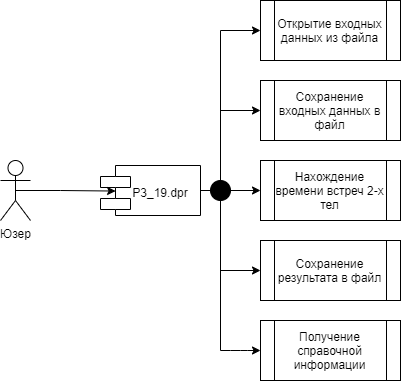 Открытие входных
данных из файла
Сохранение
входных данных в
файл
P3_19.dpr
Нахождение
времени встреч 2-х
тел
Юзер
Сохранение
результата в файл
Получение
справочной
информации